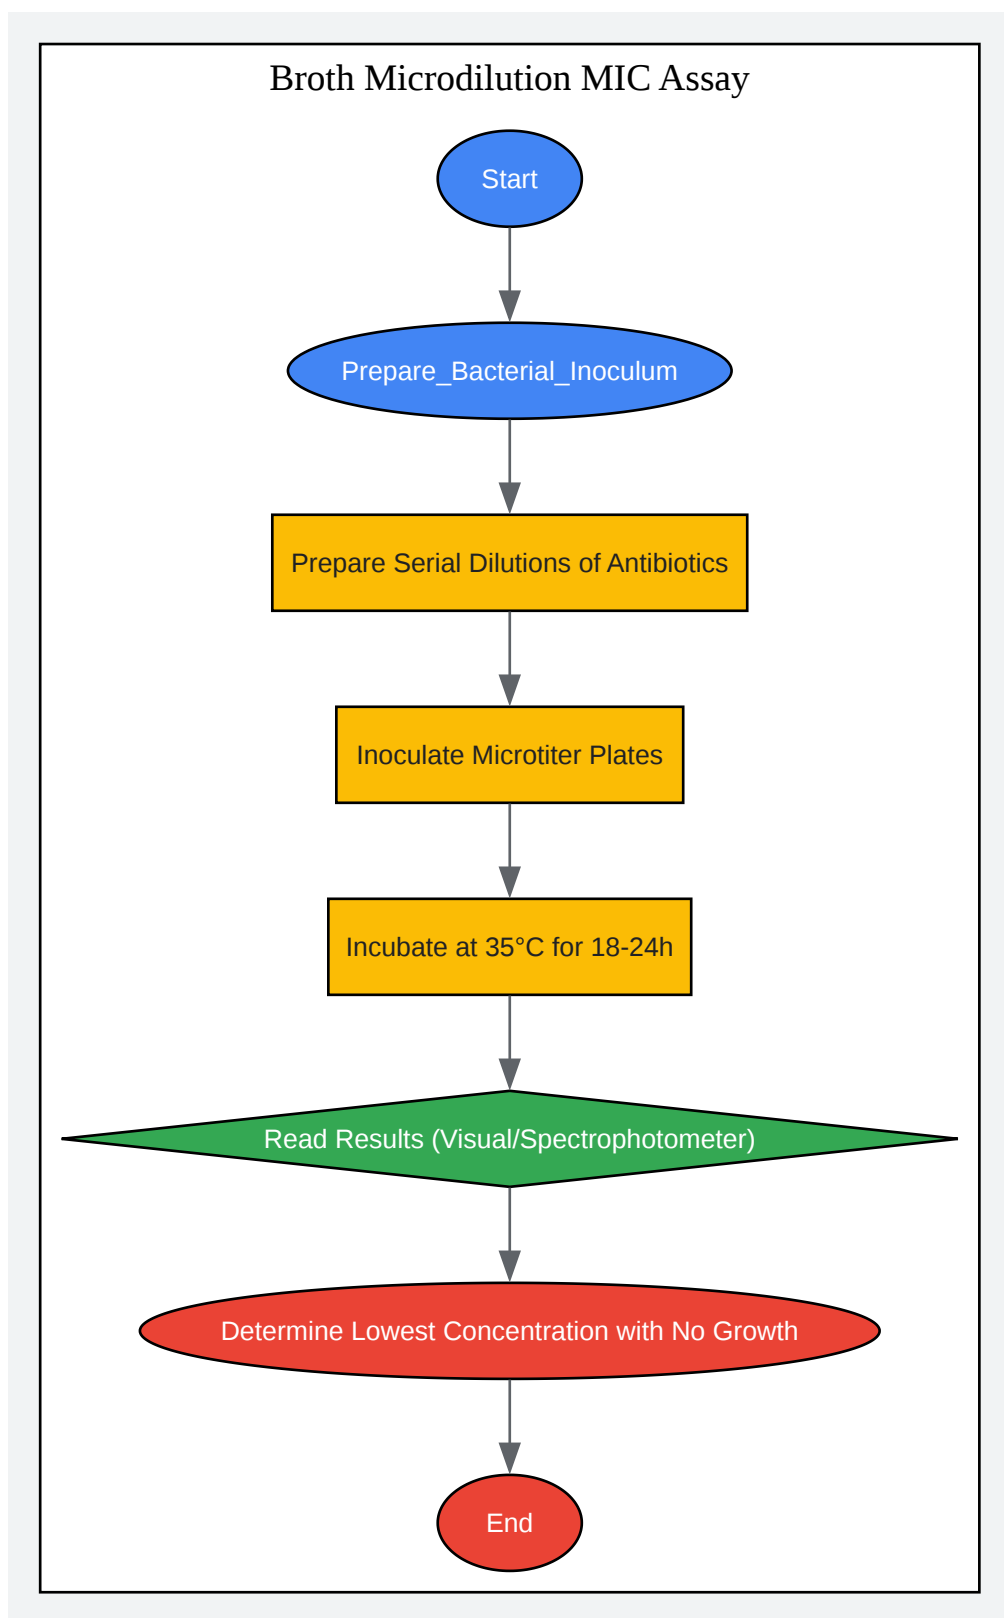 Broth Microdilution MIC Assay
Start
Prepare_Bacterial_Inoculum
Prepare Serial Dilutions of Antibiotics
Inoculate Microtiter Plates
Incubate at 35°C for 18-24h
Read Results (Visual/Spectrophotometer)
Determine Lowest Concentration with No Growth
End